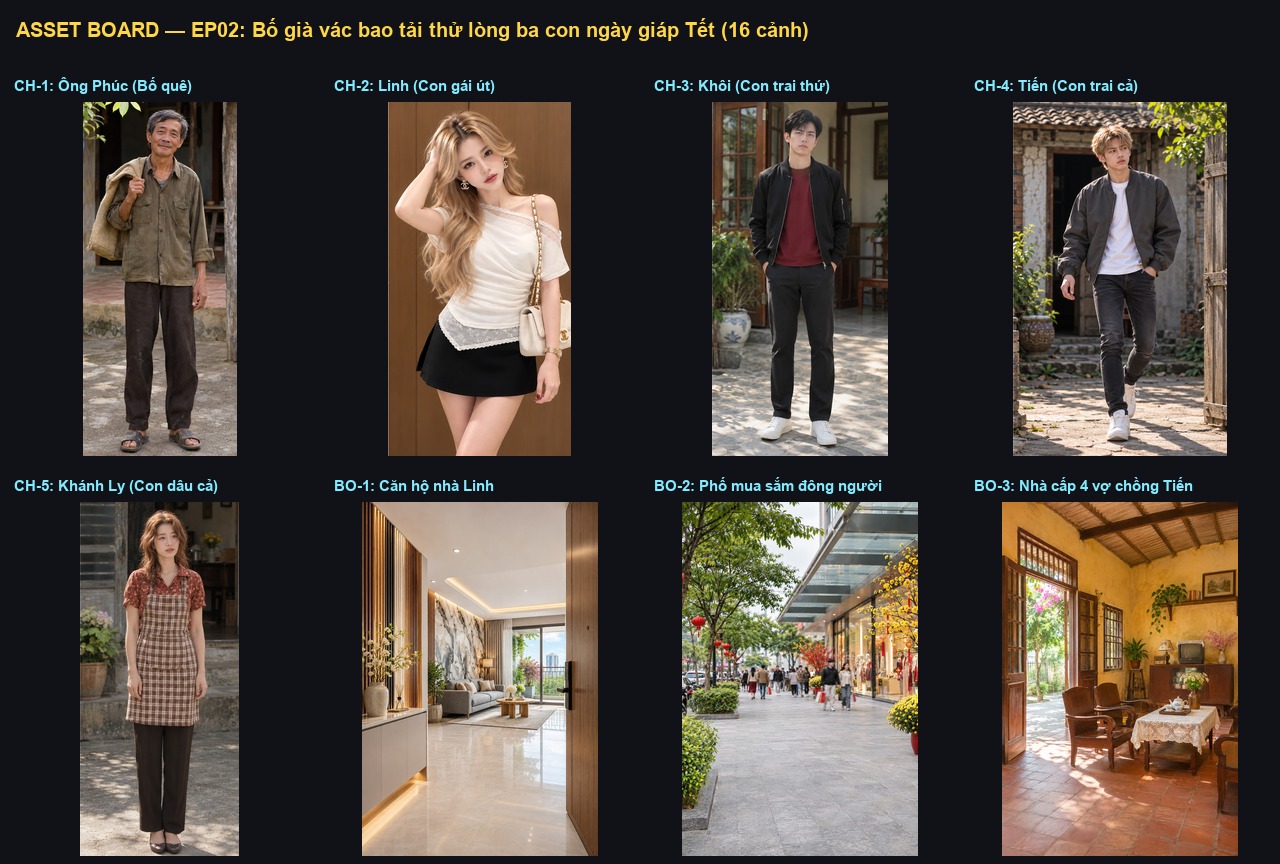 ASSET BOARD — EP02: Bố già vác bao tải thử lòng ba con ngày giáp Tết (16 cảnh)
CH-1: Ông Phúc (Bố quê)
CH-2: Linh (Con gái út)
CH-3: Khôi (Con trai thứ)
CH-4: Tiến (Con trai cả)
CH-5: Khánh Ly (Con dâu cả)
BO-1: Căn hộ nhà Linh
BO-2: Phố mua sắm đông người
BO-3: Nhà cấp 4 vợ chồng Tiến